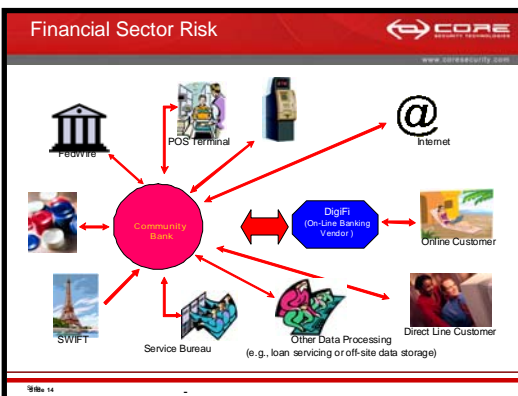 Financial Sector Risk
CORE
SECURITY TECHNOLOGIES
www.coresecurity.com
FedWire
POS Terminal
@
Internet
Community
Bank
DigiFi
(On-Line Banking
Vendor )
Online Customer
SWIFT
Service Bureau
Other Data Processing
(e.g., loan servicing or off-site data storage)
Direct Line Customer
14